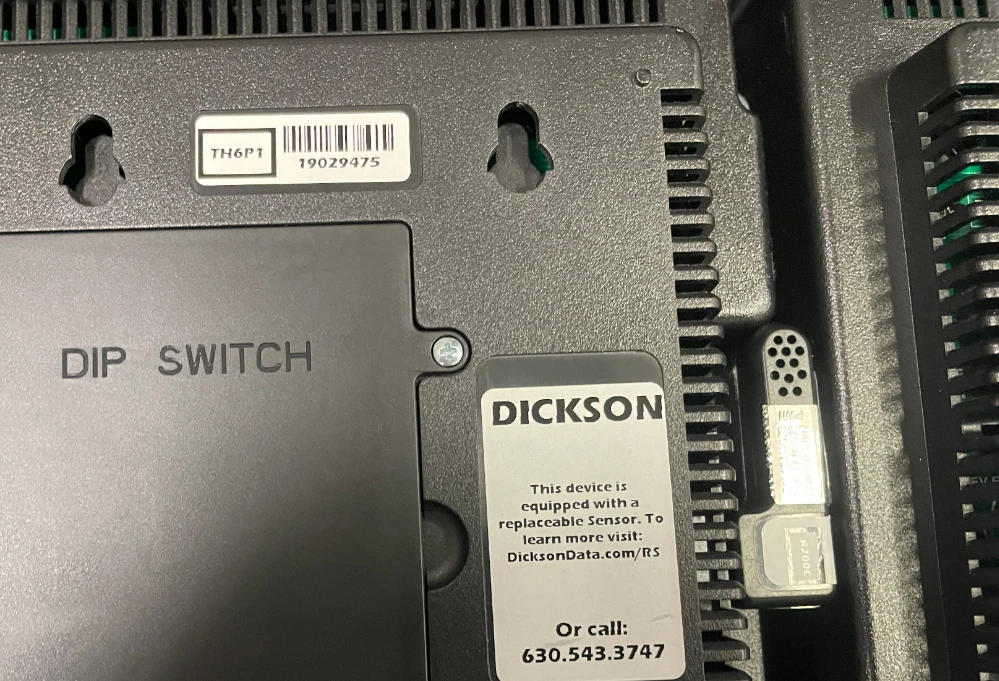 TH6P1
19029475
DIP SWITCH
DICKSON
This device is
equipped with a
replaceable Sensor. To
learn more visit:
DicksonData.com/RS
Or call:
630.543.3747
R200C